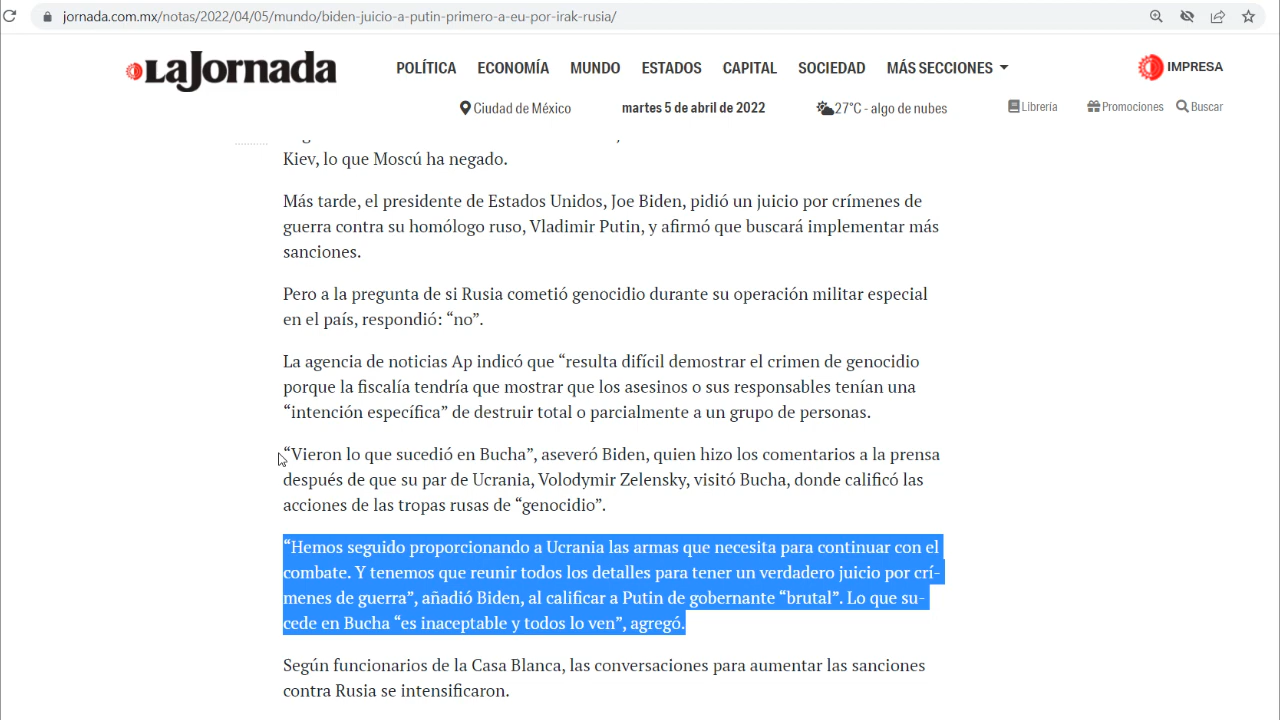 jornada.com.mx/notas/2022/04/05/mundo/biden-juicio-a-putin-primero-a-eu-por-irak-rusia/
LaJornada
POLÍTICA ECONOMÍA MUNDO ESTADOS CAPITAL SOCIEDAD MÁS SECCIONES
IMPRESA
Ciudad de México martes 5 de abril de 2022 27°C - algo de nubes Librería Promociones Buscar
Kiev, lo que Moscú ha negado.
Más tarde, el presidente de Estados Unidos, Joe Biden, pidió un juicio por crímenes de
guerra contra su homólogo ruso, Vladimir Putin, y afirmó que buscará implementar más
sanciones.
Pero a la pregunta de si Rusia cometió genocidio durante su operación militar especial
en el país, respondió: “no”.
La agencia de noticias Ap indicó que “resulta difícil demostrar el crimen de genocidio
porque la fiscalía tendría que mostrar que los asesinos o sus responsables tenían una
“intención específica” de destruir total o parcialmente a un grupo de personas.
“Vieron lo que sucedió en Bucha”, aseveró Biden, quien hizo los comentarios a la prensa
después de que su par de Ucrania, Volodymir Zelensky, visitó Bucha, donde calificó las
acciones de las tropas rusas de “genocidio”.
“Hemos seguido proporcionando a Ucrania las armas que necesita para continuar con el
combate. Y tenemos que reunir todos los detalles para tener un verdadero juicio por crí-
menes de guerra”, añadió Biden, al calificar a Putin de gobernante “brutal”. Lo que su-
cede en Bucha “es inaceptable y todos lo ven”, agregó.
Según funcionarios de la Casa Blanca, las conversaciones para aumentar las sanciones
contra Rusia se intensificaron.